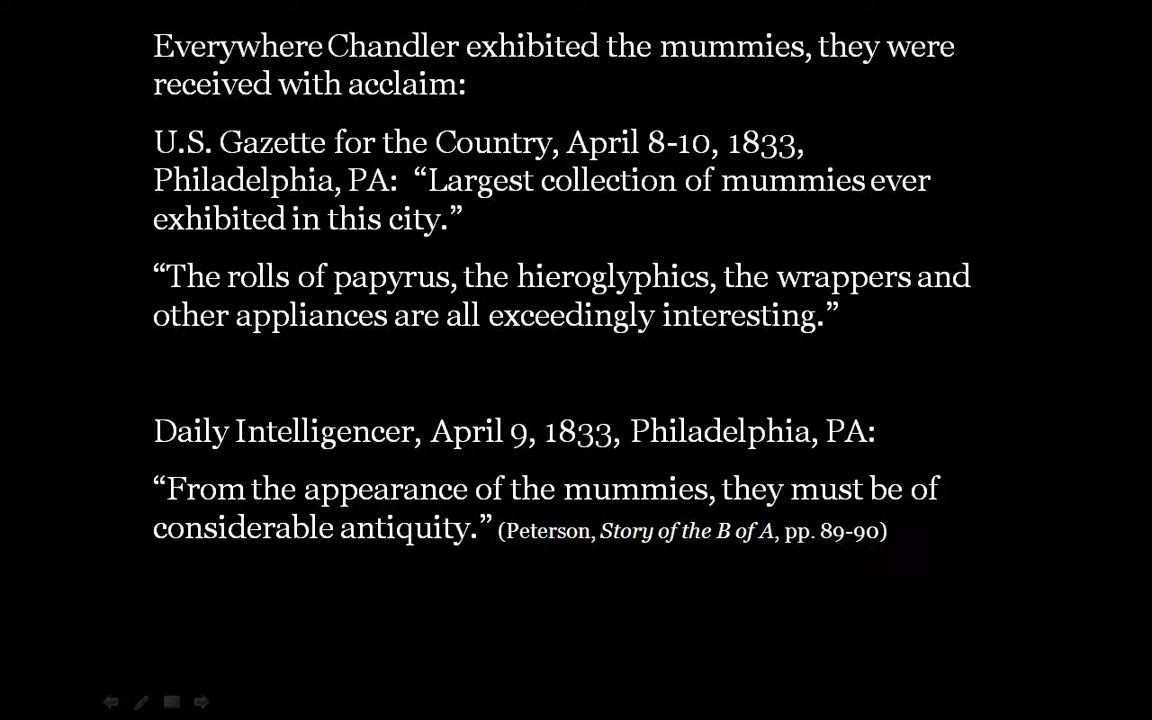 Everywhere Chandler exhibited the mummies, they were
received with acclaim:
U.S. Gazette for the Country, April 8-10, 1833,
Philadelphia, PA:  “Largest collection of mummies ever
exhibited in this city.”
“The rolls of papyrus, the hieroglyphics, the wrappers and
other appliances are all exceedingly interesting.”
Daily Intelligencer, April 9, 1833, Philadelphia, PA:
“From the appearance of the mummies, they must be of
considerable antiquity.” (Peterson, Story of the B of A, pp. 89-90)